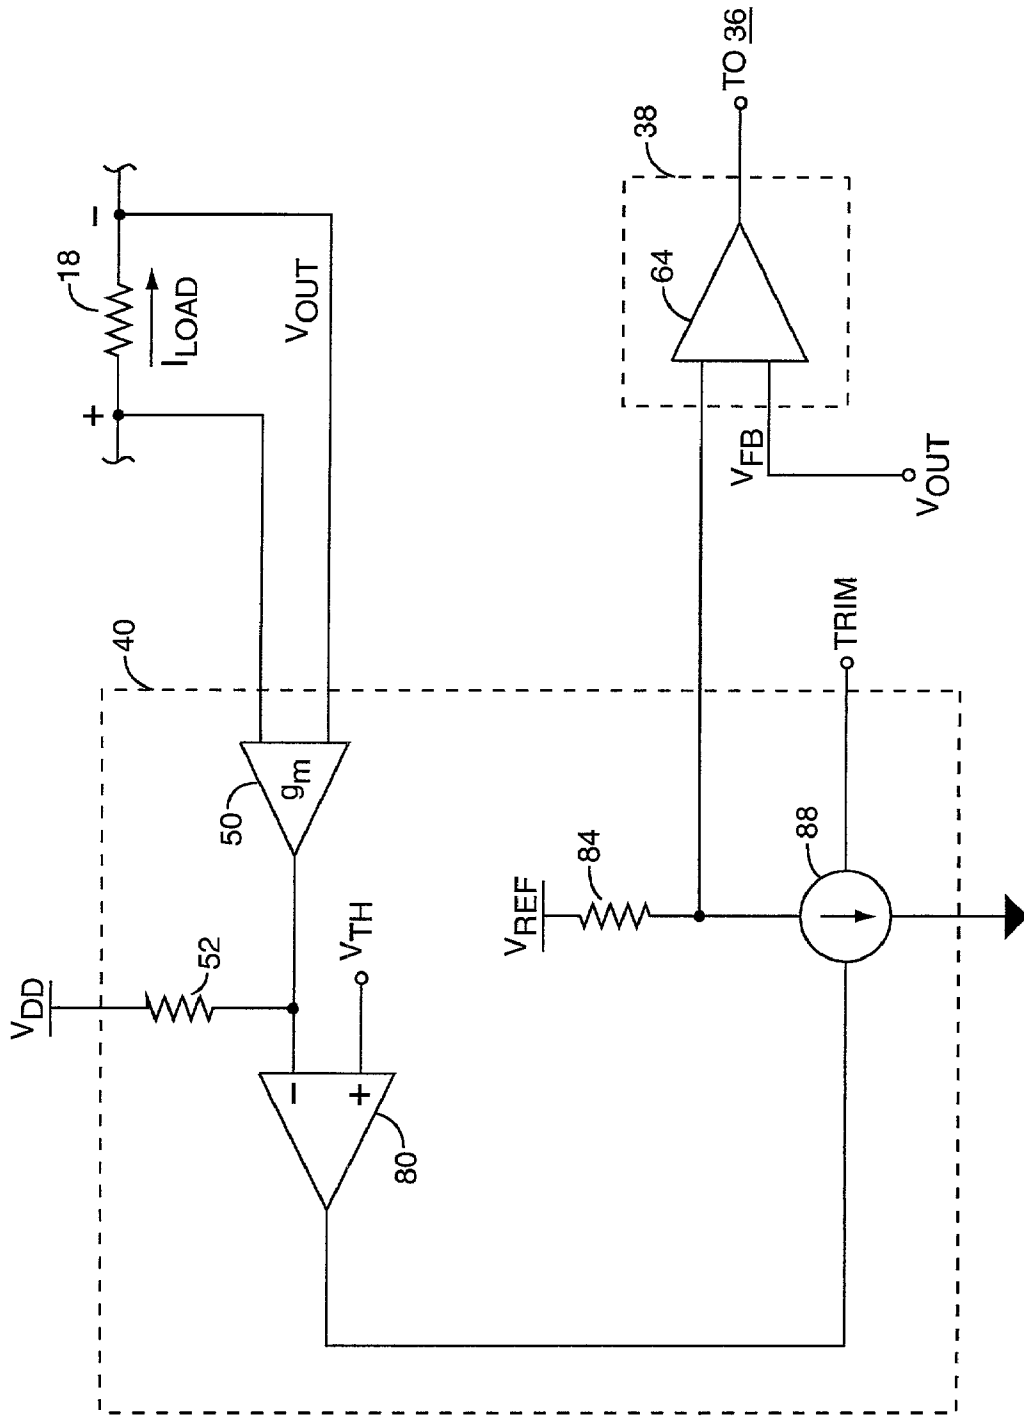 +
18
−
I_LOAD
V_OUT
40
50
g_m
V_DD
52
V_TH
−
+
80
V_REF
84
88
TRIM
V_FB
V_OUT
64
38
TO 36